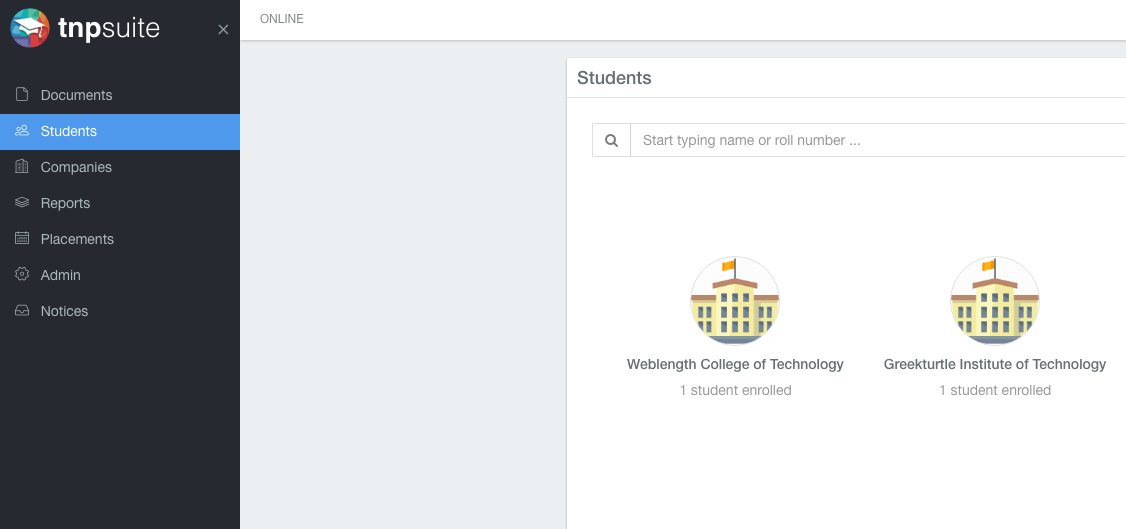 tnpsuite
ONLINE
Documents
Students
Companies
Reports
Placements
Admin
Notices
Students
Start typing name or roll number ...
Weblength College of Technology
1 student enrolled
Greekturtle Institute of Technology
1 student enrolled